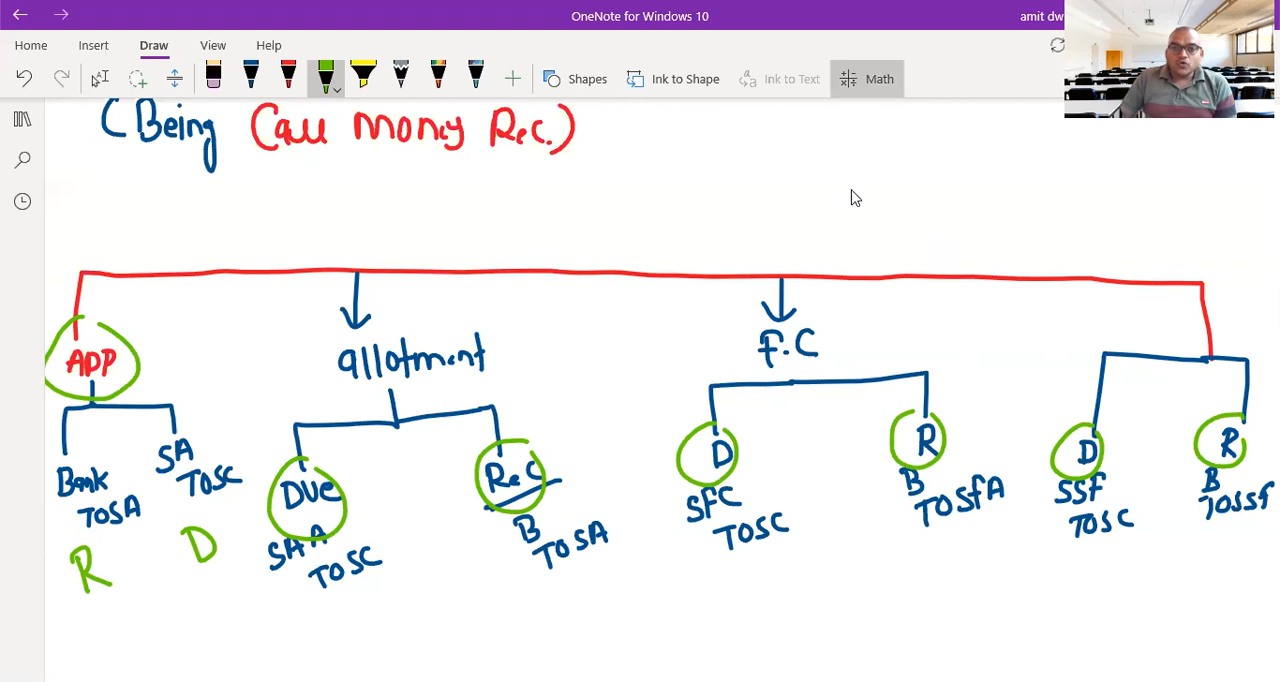 OneNote for Windows 10
amit dw
Home Insert Draw View Help
Shapes Ink to Shape Ink to Text Math
(Being Call Money Rec.)
APP
allotment
F.C
Bank
TOSA
SA
TOSC
R D
DUE
SAA
TOSC
ReC
B
TOSA
D
SFC
TOSC
R
B
TOSfA
D
SSf
TOSC
R
B
TOSSf